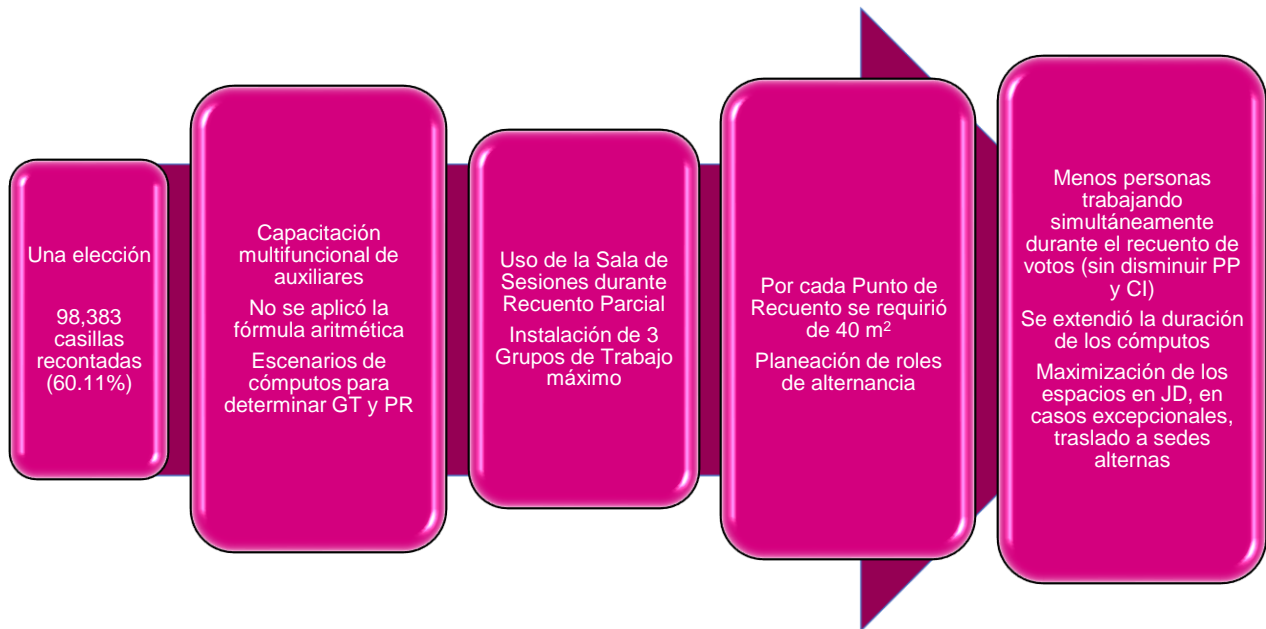 Una elección
98,383
casillas
recontadas
(60.11%)
Capacitación
multifuncional de
auxiliares
No se aplicó la
fórmula aritmética
Escenarios de
cómputos para
determinar GT y PR
Uso de la Sala de
Sesiones durante
Recuento Parcial
Instalación de 3
Grupos de Trabajo
máximo
Por cada Punto de
Recuento se requirió
de 40 m²
Planeación de roles
de alternancia
Menos personas
trabajando
simultáneamente
durante el recuento de
votos (sin disminuir PP
y CI)
Se extendió la duración
de los cómputos
Maximización de los
espacios en JD, en
casos excepcionales,
traslado a sedes
alternas